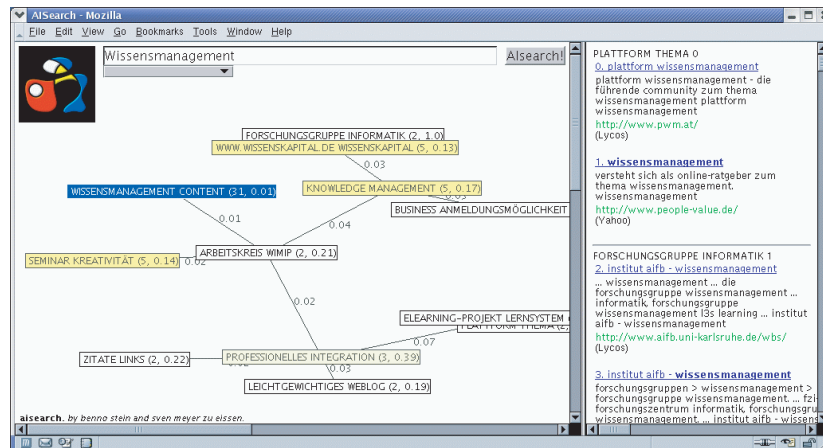 AISearch - Mozilla
File Edit View Go Bookmarks Tools Window Help
Wissensmanagement
AIsearch!
FORSCHUNGSGRUPPE INFORMATIK (2, 1.0)
WWW.WISSENSKAPITAL.DE WISSENSKAPITAL (5, 0.13)
0.03
WISSENSMANAGEMENT CONTENT (31, 0.01)
KNOWLEDGE MANAGEMENT (5, 0.17)
BUSINESS ANMELDUNGSMÖGLICHKEIT
0.01
0.04
ARBEITSKREIS WIMIP (2, 0.21)
SEMINAR KREATIVITÄT (5, 0.14)
0.02
0.02
ELEARNING-PROJEKT LERNSYSTEM
PLATTFORM THEMA (2,
0.07
ZITATE LINKS (2, 0.22)
PROFESSIONELLES INTEGRATION (3, 0.39)
0.03
LEICHTGEWICHTIGES WEBLOG (2, 0.19)
aisearch. by benno stein and sven meyer zu eissen.
PLATTFORM THEMA 0
0. plattform wissensmanagement
plattform wissensmanagement - die
führende community zum thema
wissensmanagement plattform
wissensmanagement
http://www.pwm.at/
(Lycos)
1. wissensmanagement
versteht sich als online-ratgeber zum
thema wissensmanagement.
wissensmanagement
http://www.people-value.de/
(Yahoo)
FORSCHUNGSGRUPPE INFORMATIK 1
2. institut aifb - wissensmanagement
... wissensmanagement ... die
forschungsgruppe wissensmanagement ...
informatik, forschungsgruppe
wissensmanagement l3s learning ... institut
aifb - wissensmanagement
http://www.aifb.uni-karlsruhe.de/wbs/
(Lycos)
3. institut aifb - wissensmanagement
forschungsgruppen > wissensmanagement >
forschungsgruppe wissensmanagement. ... fzi-
forschungszentrum informatik, forschungsgru
wissensmanagement. ... institut aifb - wissens